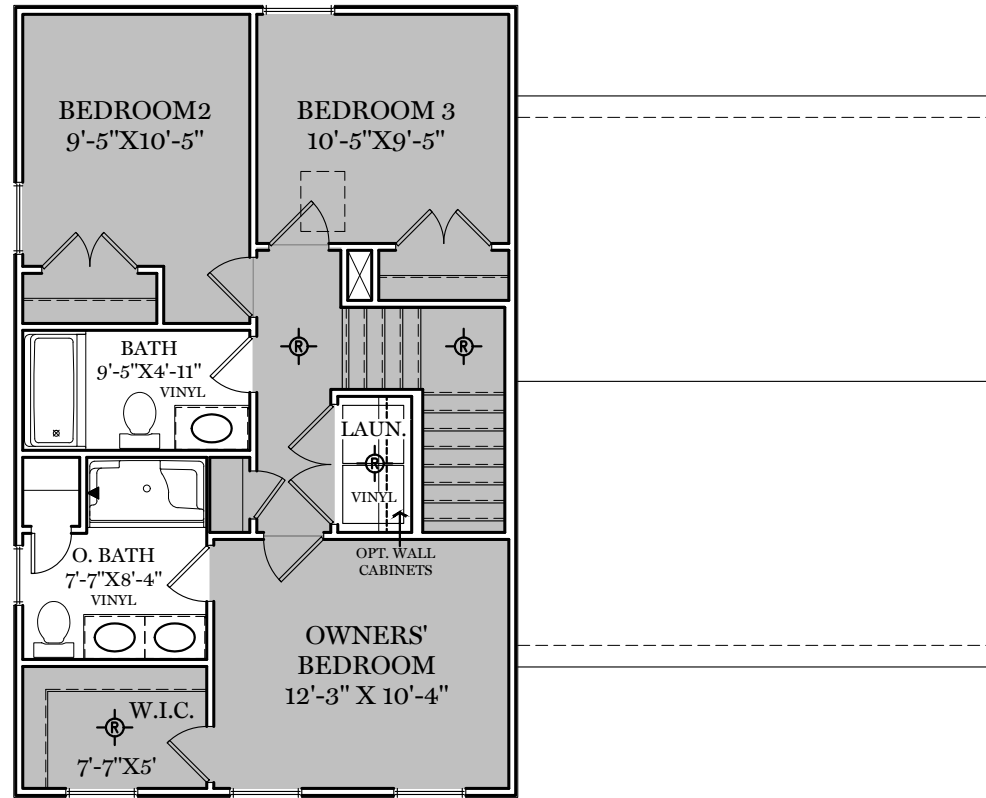 BEDROOM2
9'-5"X10'-5"
BEDROOM 3
10'-5"X9'-5"
R
R
BATH
9'-5"X4'-11"
VINYL
LAUN.
R
VINYL
OPT. WALL
CABINETS
O. BATH
7'-7"X8'-4"
VINYL
OWNERS'
BEDROOM
12'-3" X 10'-4"
W.I.C.
R
7'-7"X5'